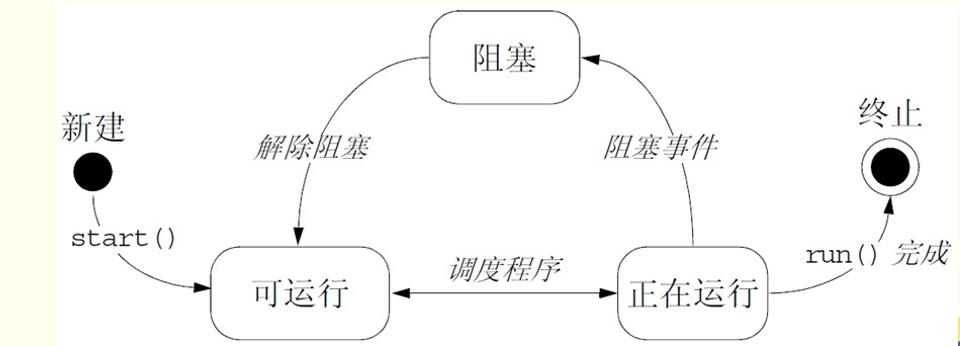 阻塞
新建
终止
解除阻塞
阻塞事件
start()
run() 完成
调度程序
可运行
正在运行